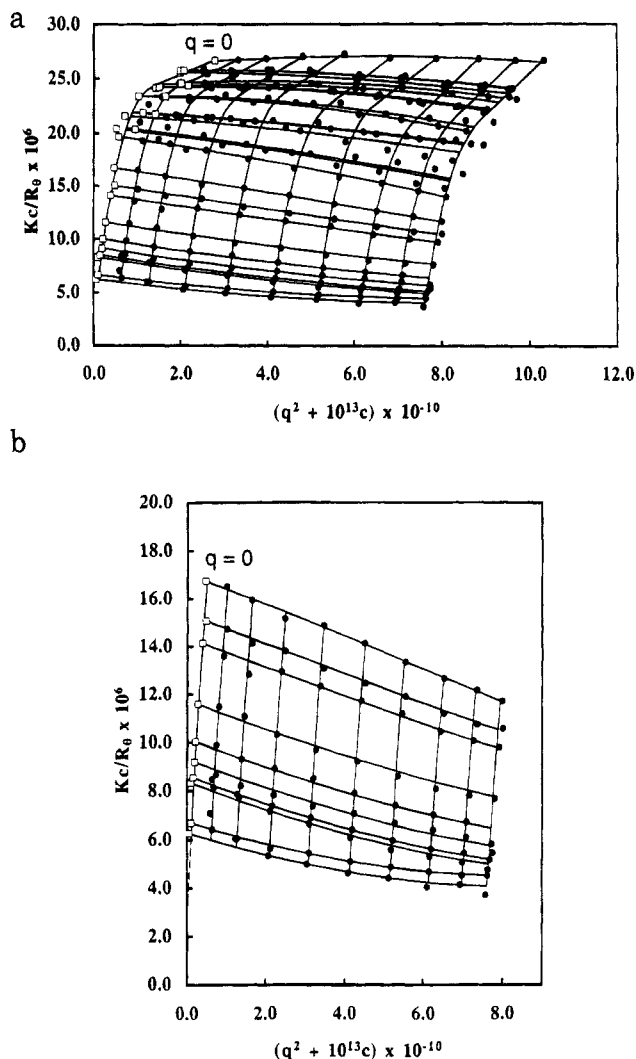 a
30.0
q = 0
25.0
20.0
15.0
10.0
5.0
0.0
Kc/Rθ x 10⁶
0.0 2.0 4.0 6.0 8.0 10.0 12.0
(q² + 10¹³c) x 10⁻¹⁰
b
20.0
18.0
q = 0
16.0
14.0
12.0
10.0
8.0
6.0
4.0
2.0
0.0
Kc/Rθ x 10⁶
0.0 2.0 4.0 6.0 8.0
(q² + 10¹³c) x 10⁻¹⁰